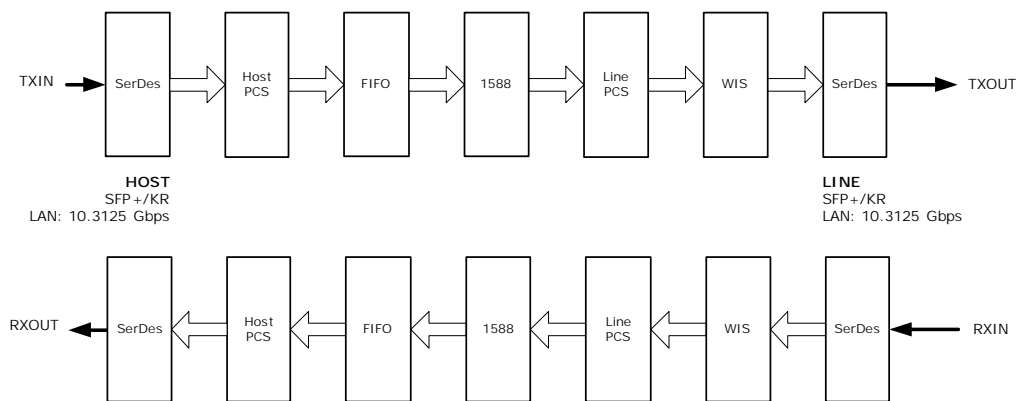 TXIN
SerDes
Host
PCS
FIFO
1588
Line
PCS
WIS
SerDes
TXOUT
HOST
SFP+/KR
LAN: 10.3125 Gbps
LINE
SFP+/KR
LAN: 10.3125 Gbps
RXOUT
SerDes
Host
PCS
FIFO
1588
Line
PCS
WIS
SerDes
RXIN